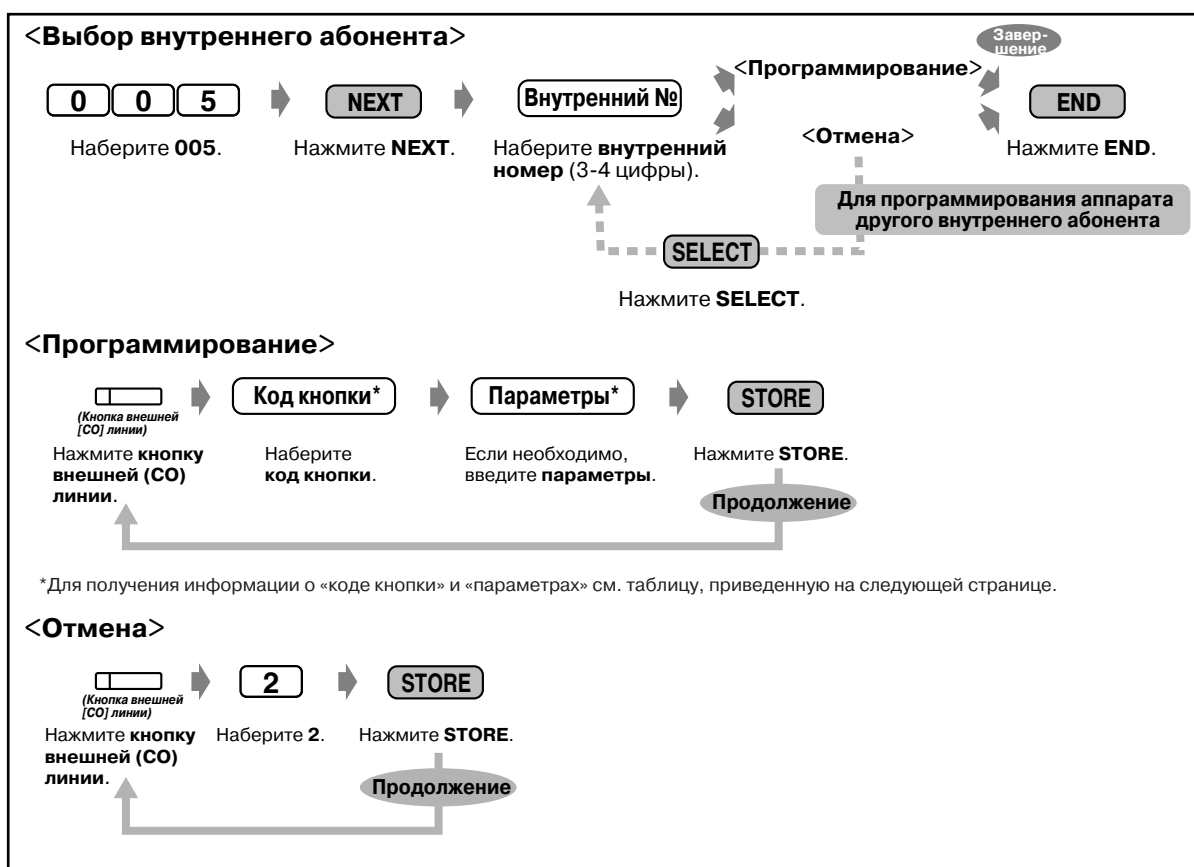 <Выбор внутреннего абонента>
Завер-
шение
<Программирование>
0 0 5
NEXT
Внутренний №
END
Наберите 005.
Нажмите NEXT.
Наберите внутренний
номер (3-4 цифры).
<Отмена>
Нажмите END.
Для программирования аппарата
другого внутреннего абонента
SELECT
Нажмите SELECT.
<Программирование>
(Кнопка внешней
[CO] линии)
Код кнопки*
Параметры*
STORE
Нажмите кнопку
внешней (CO)
линии.
Наберите
код кнопки.
Если необходимо,
введите параметры.
Нажмите STORE.
Продолжение
*Для получения информации о «коде кнопки» и «параметрах» см. таблицу, приведенную на следующей странице.
<Отмена>
(Кнопка внешней
[CO] линии)
2
STORE
Нажмите кнопку
внешней (CO)
линии.
Наберите 2.
Нажмите STORE.
Продолжение